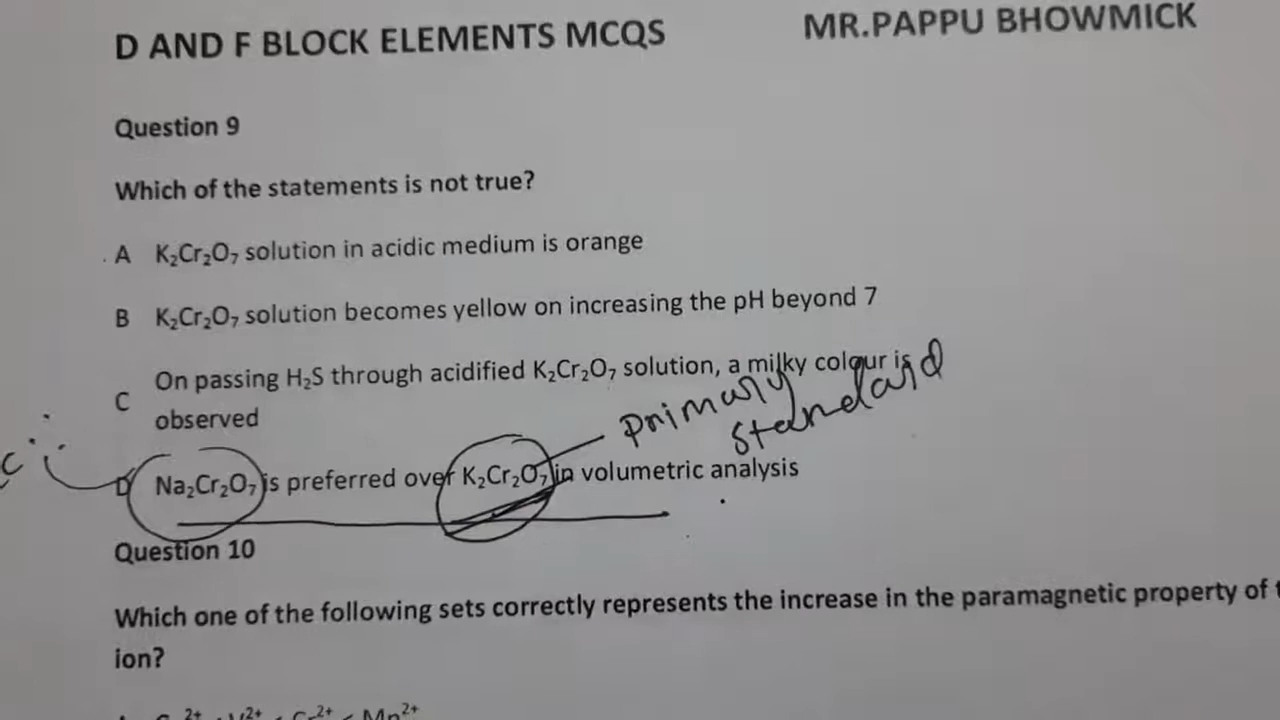 D AND F BLOCK ELEMENTS MCQS MR.PAPPU BHOWMICK
Question 9
Which of the statements is not true?
A K₂Cr₂O₇ solution in acidic medium is orange
B K₂Cr₂O₇ solution becomes yellow on increasing the pH beyond 7
C On passing H₂S through acidified K₂Cr₂O₇ solution, a milky colour is
observed
primary
standard
D Na₂Cr₂O₇ is preferred over K₂Cr₂O₇ in volumetric analysis
Question 10
Which one of the following sets correctly represents the increase in the paramagnetic property of
ion?
Mn²⁺